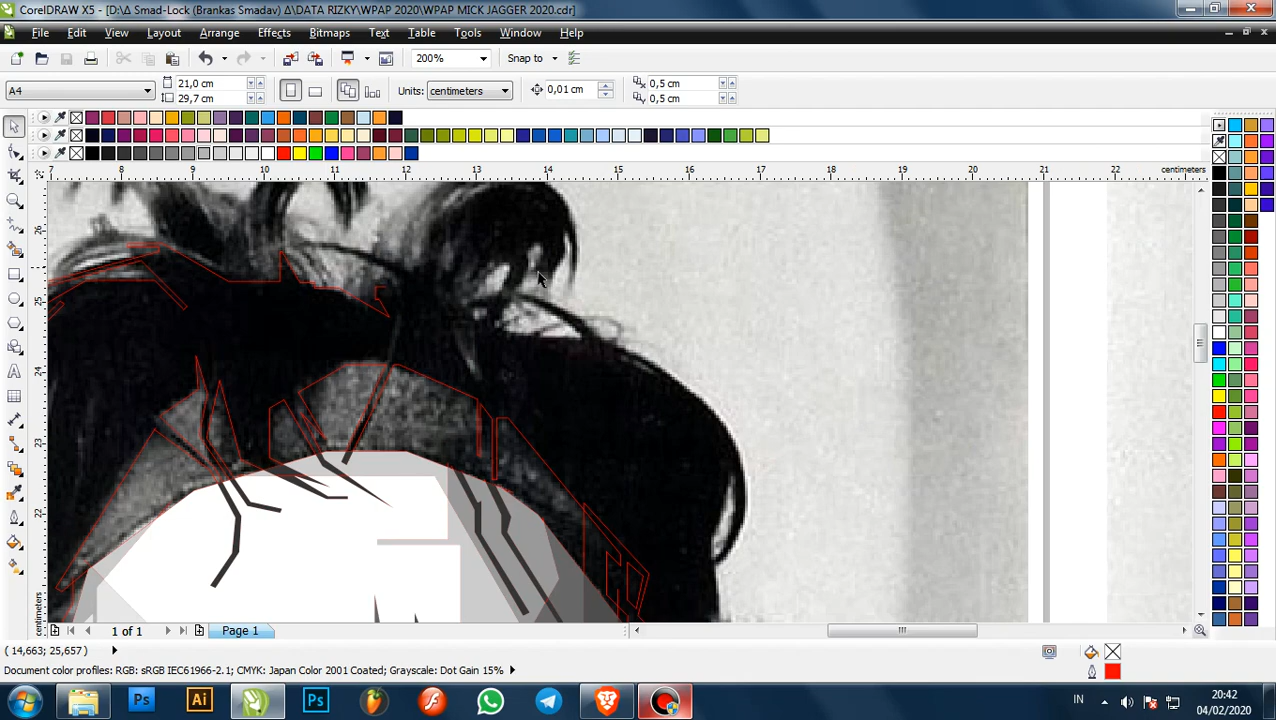 CorelDRAW X5 - [D:\Δ Smad-Lock (Brankas Smadav) Δ\DATA RIZKY\WPAP 2020\WPAP MICK JAGGER 2020.cdr]
File Edit View Layout Arrange Effects Bitmaps Text Table Tools Window Help
200% Snap to
A4 21,0 cm 29,7 cm Units: centimeters 0,01 cm 0,5 cm 0,5 cm
7 8 9 10 11 12 13 14 15 16 17 18 19 20 21 22 centimeters
26
25
24
23
22
centimeters
1 of 1 Page 1
( 14,663; 25,657 )
Document color profiles: RGB: sRGB IEC61966-2.1; CMYK: Japan Color 2001 Coated; Grayscale: Dot Gain 15%
Ps Ai Ps IN 20:42
04/02/2020